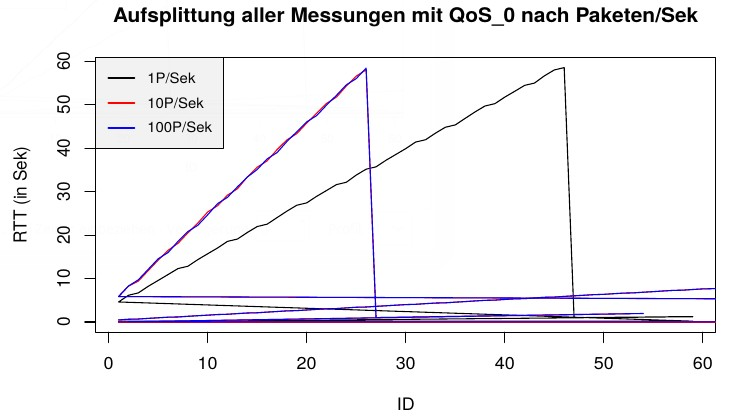 Aufsplittung aller Messungen mit QoS_0 nach Paketen/Sek
1P/Sek
10P/Sek
100P/Sek
RTT (in Sek)
60
50
40
30
20
10
0
0 10 20 30 40 50 60
ID